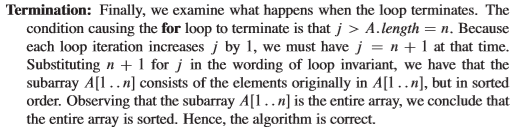 Termination: Finally, we examine what happens when the loop terminates. The
condition causing the for loop to terminate is that j > A.length = n. Because
each loop iteration increases j by 1, we must have j = n + 1 at that time.
Substituting n + 1 for j in the wording of loop invariant, we have that the
subarray A[1..n] consists of the elements originally in A[1..n], but in sorted
order. Observing that the subarray A[1..n] is the entire array, we conclude that
the entire array is sorted. Hence, the algorithm is correct.